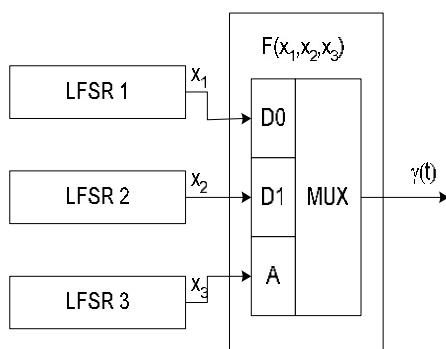 F(x₁,x₂,x₃)
LFSR 1
x₁
D0
LFSR 2
x₂
D1
MUX
γ(t)
LFSR 3
x₃
A